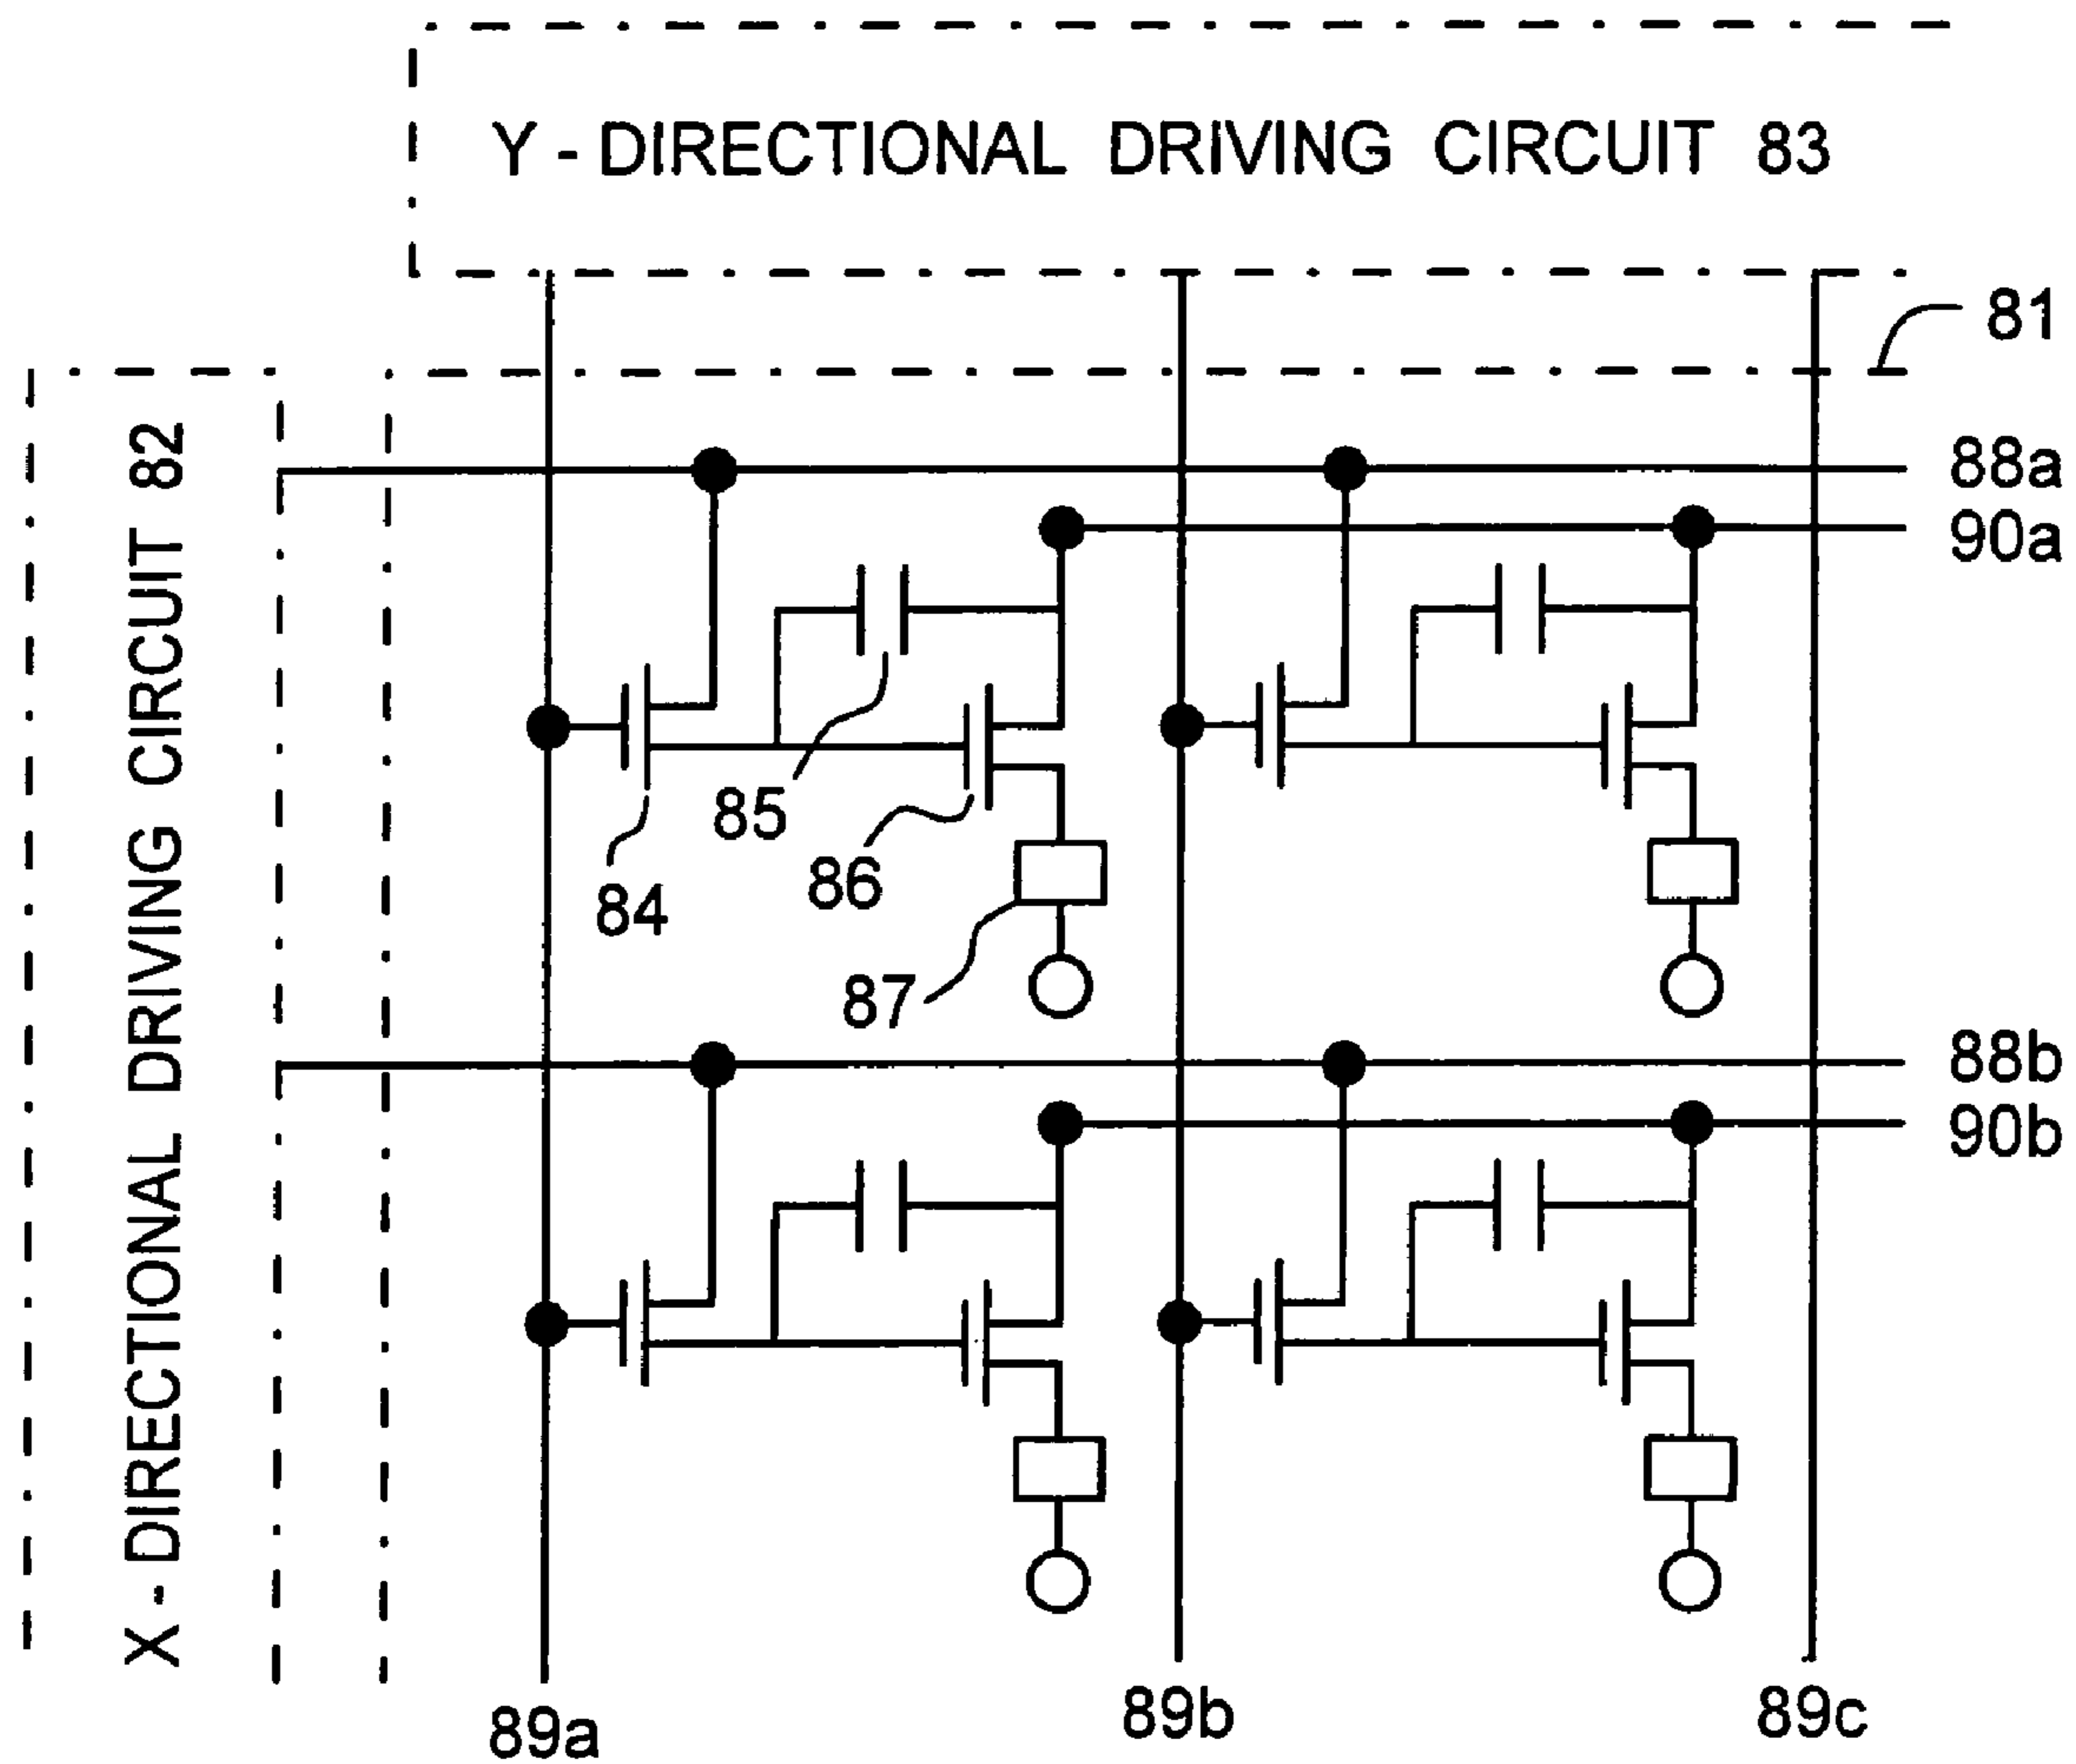 Y - DIRECTIONAL DRIVING CIRCUIT 83
81
X - DIRECTIONAL DRIVING CIRCUIT 82
88a
90a
85
86
84
87
88b
90b
89a
89b
89c